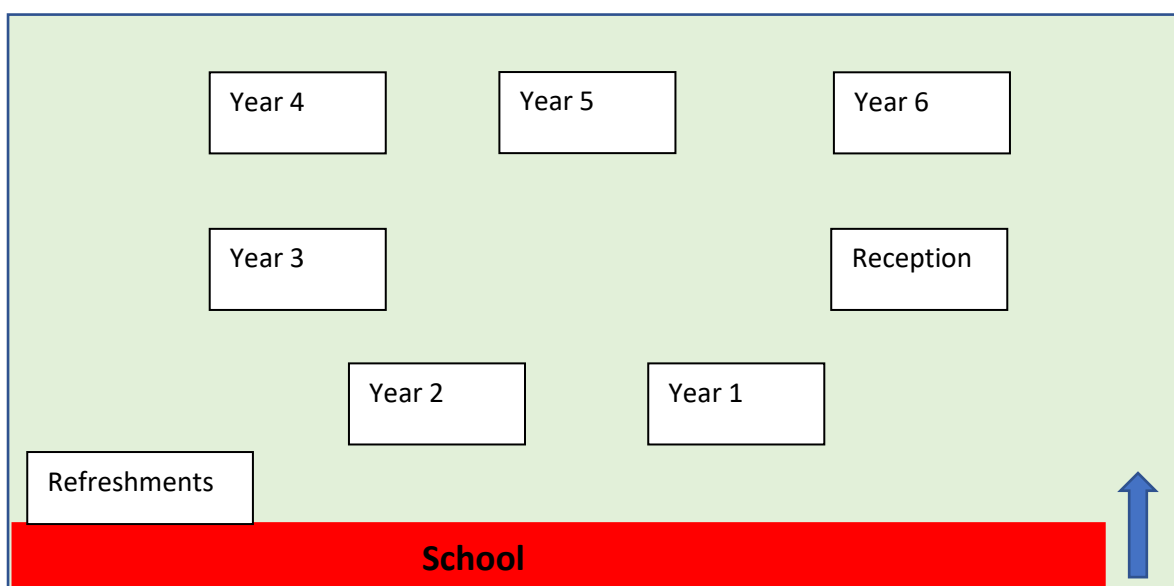 Year 4
Year 5
Year 6
Year 3
Reception
Year 2
Year 1
Refreshments
School